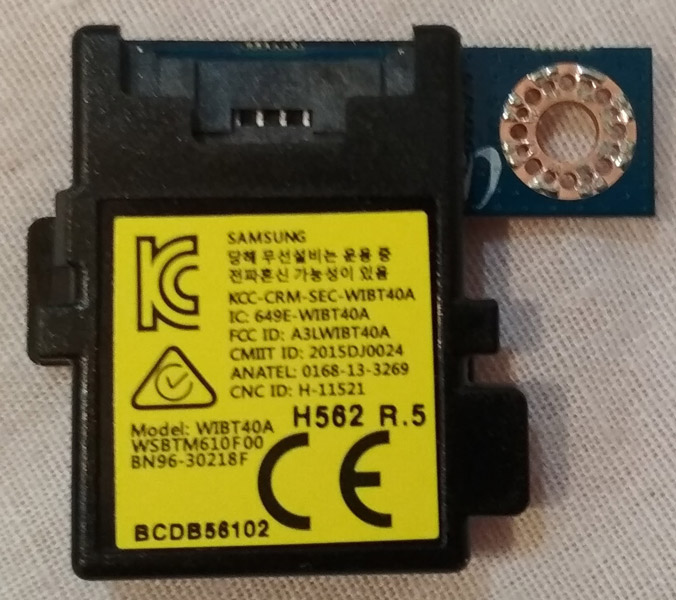 SAMSUNG
당해 무선설비는 운용 중
전파혼신 가능성이 있음
KCC-CRM-SEC-WIBT40A
IC: 649E-WIBT40A
FCC ID: A3LWIBT40A
CMIIT ID: 2015DJ0024
ANATEL: 0168-13-3269
CNC ID: H-11521
H562 R.5
Model: WIBT40A
WSBTM610F00
BN96-30218F
CE
BCDB56102